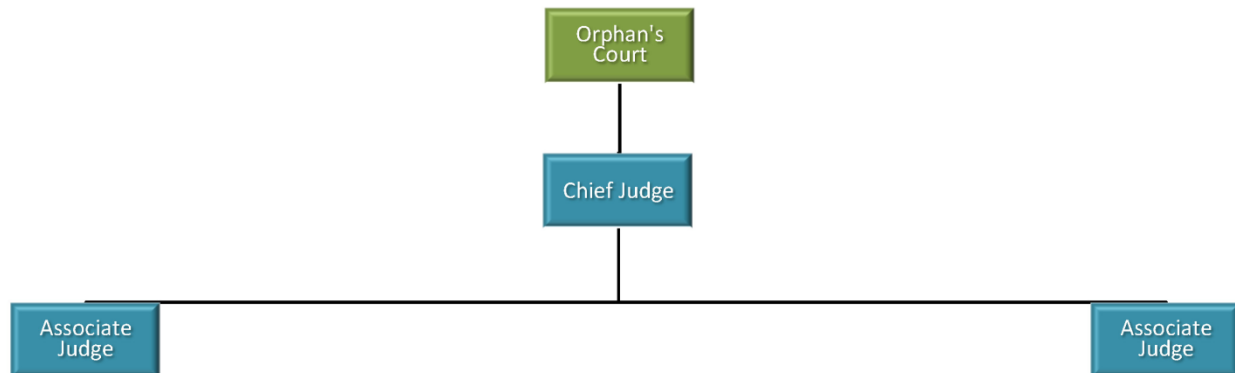 Orphan's
Court
Chief Judge
Associate
Judge
Associate
Judge